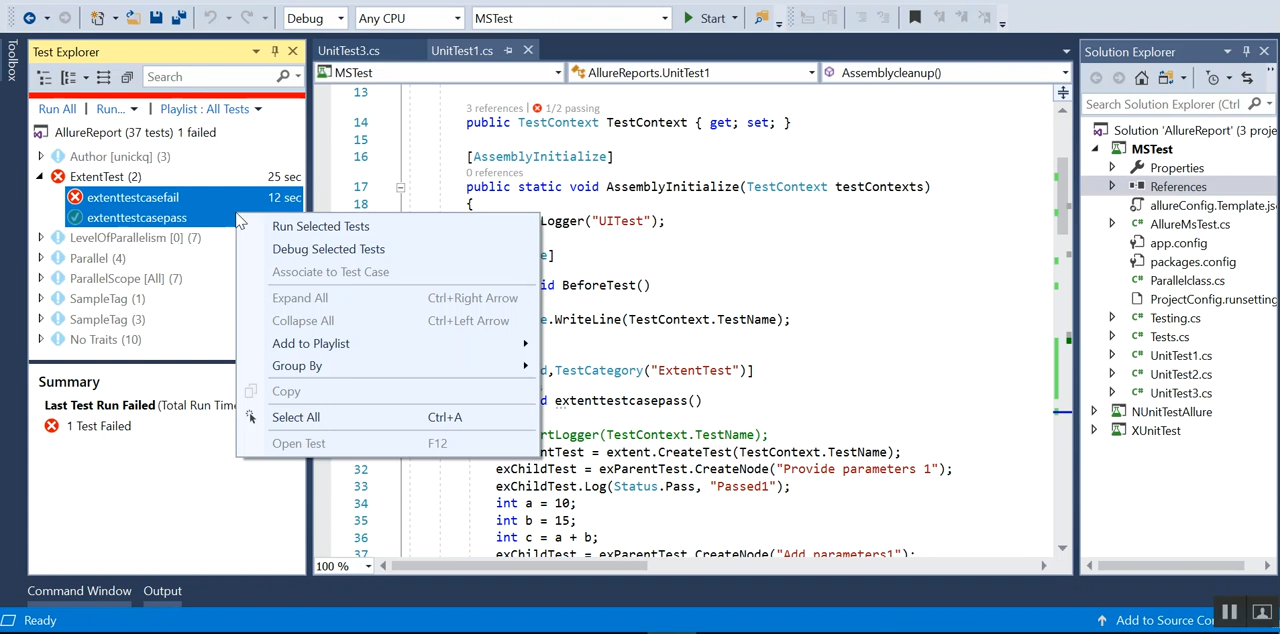 Debug
Any CPU
MSTest
Start
Toolbox
Test Explorer
Search
Run All
Run...
Playlist : All Tests
AllureReport (37 tests) 1 failed
Author [unickq] (3)
ExtentTest (2) 25 sec
extenttestcasefail 12 sec
extenttestcasepass
LevelOfParallelism [0] (7)
Parallel (4)
ParallelScope [All] (7)
SampleTag (1)
SampleTag (3)
No Traits (10)
Summary
Last Test Run Failed (Total Run Time
1 Test Failed
Run Selected Tests
Debug Selected Tests
Associate to Test Case
Expand All Ctrl+Right Arrow
Collapse All Ctrl+Left Arrow
Add to Playlist
Group By
Copy
Select All Ctrl+A
Open Test F12
UnitTest3.cs
UnitTest1.cs
MSTest
AllureReports.UnitTest1
Assemblycleanup()
13
3 references | 1/2 passing
14 public TestContext TestContext { get; set; }
15
16 [AssemblyInitialize]
0 references
17 public static void AssemblyInitialize(TestContext testContexts)
18 {
Logger("UITest");
e]
id BeforeTest()
e.WriteLine(TestContext.TestName);
d,TestCategory("ExtentTest")]
d extenttestcasepass()
rtLogger(TestContext.TestName);
ntTest = extent.CreateTest(TestContext.TestName);
32 exChildTest = exParentTest.CreateNode("Provide parameters 1");
33 exChildTest.Log(Status.Pass, "Passed1");
34 int a = 10;
35 int b = 15;
36 int c = a + b;
37 exChildTest = exParentTest.CreateNode("Add parameters1");
100 %
Solution Explorer
Search Solution Explorer (Ctrl
Solution 'AllureReport' (3 proje
MSTest
Properties
References
allureConfig.Template.js
AllureMsTest.cs
app.config
packages.config
Parallelclass.cs
ProjectConfig.runsetting
Testing.cs
Tests.cs
UnitTest1.cs
UnitTest2.cs
UnitTest3.cs
NUnitTestAllure
XUnitTest
Command Window
Output
Ready
Add to Source Co